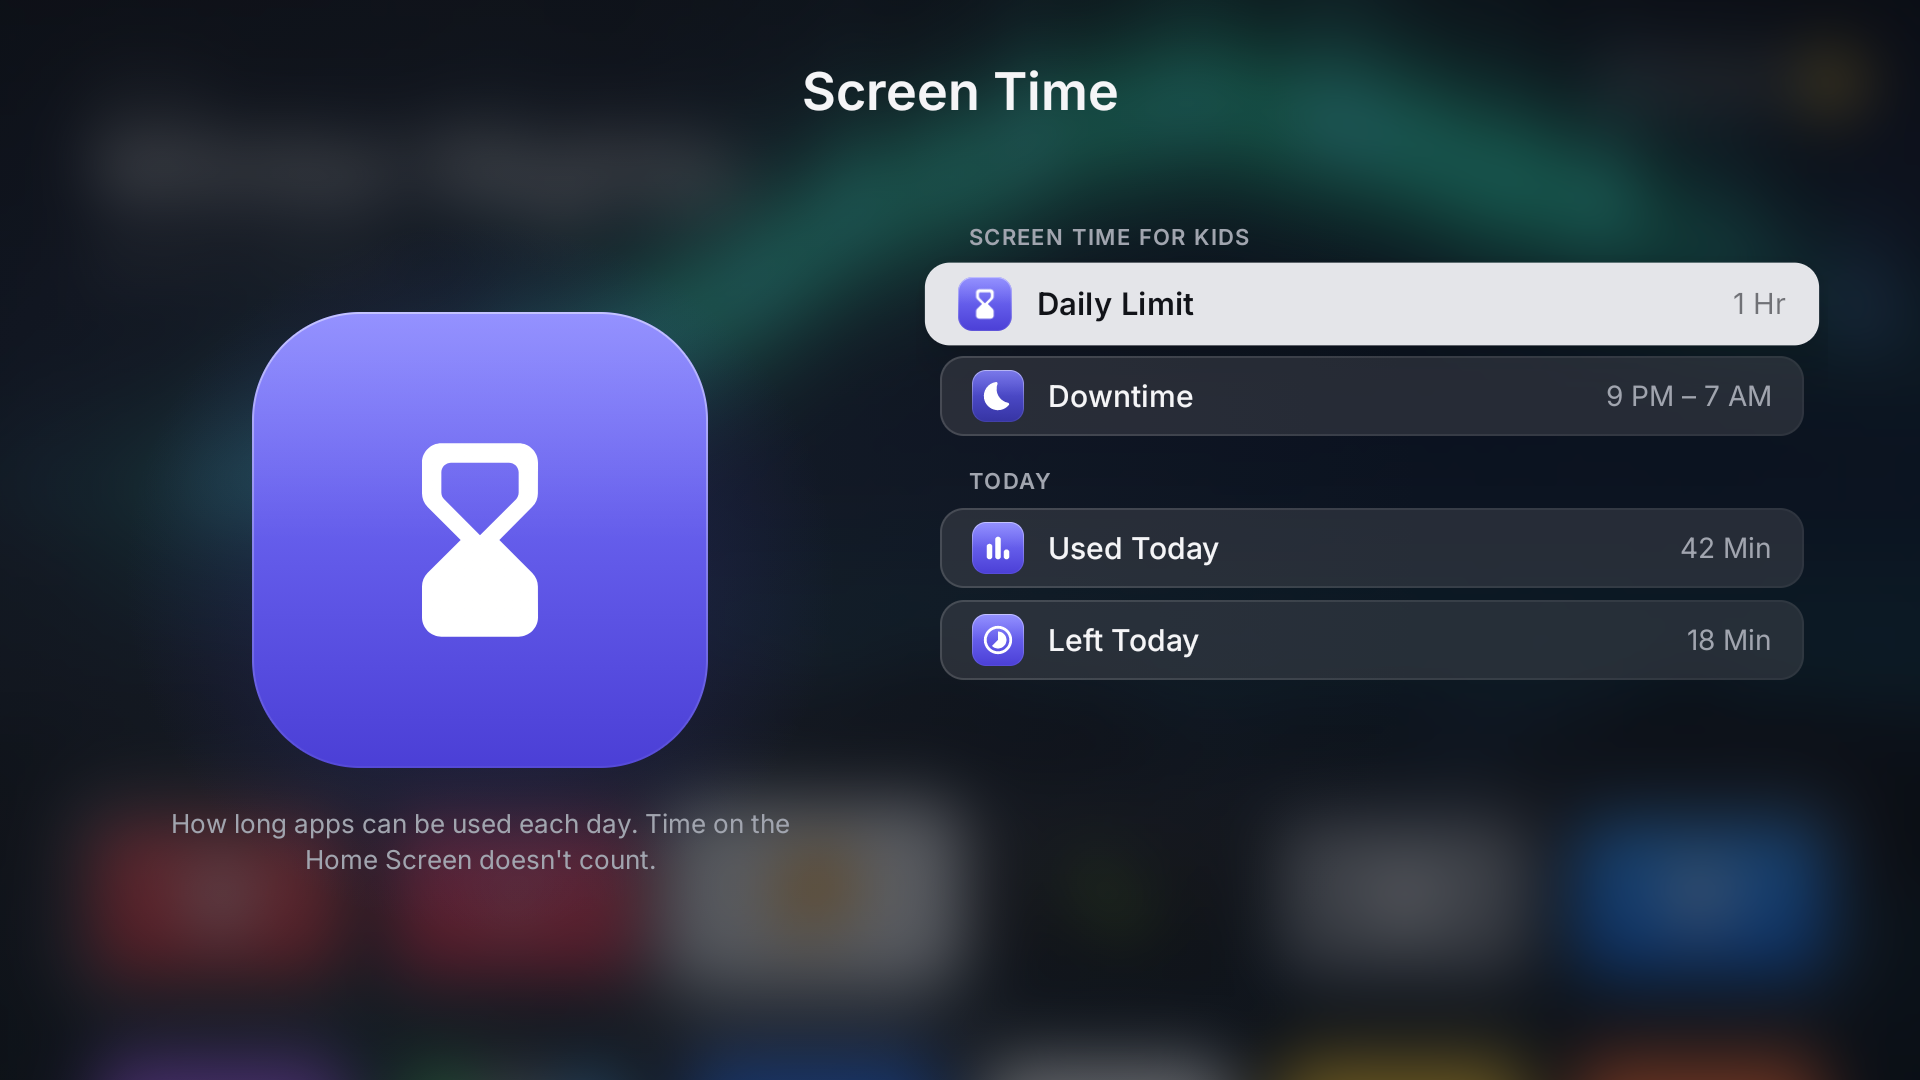 Screen Time
SCREEN TIME FOR KIDS
Daily Limit 1 Hr
Downtime 9 PM – 7 AM
TODAY
Used Today 42 Min
Left Today 18 Min
How long apps can be used each day. Time on the
Home Screen doesn't count.